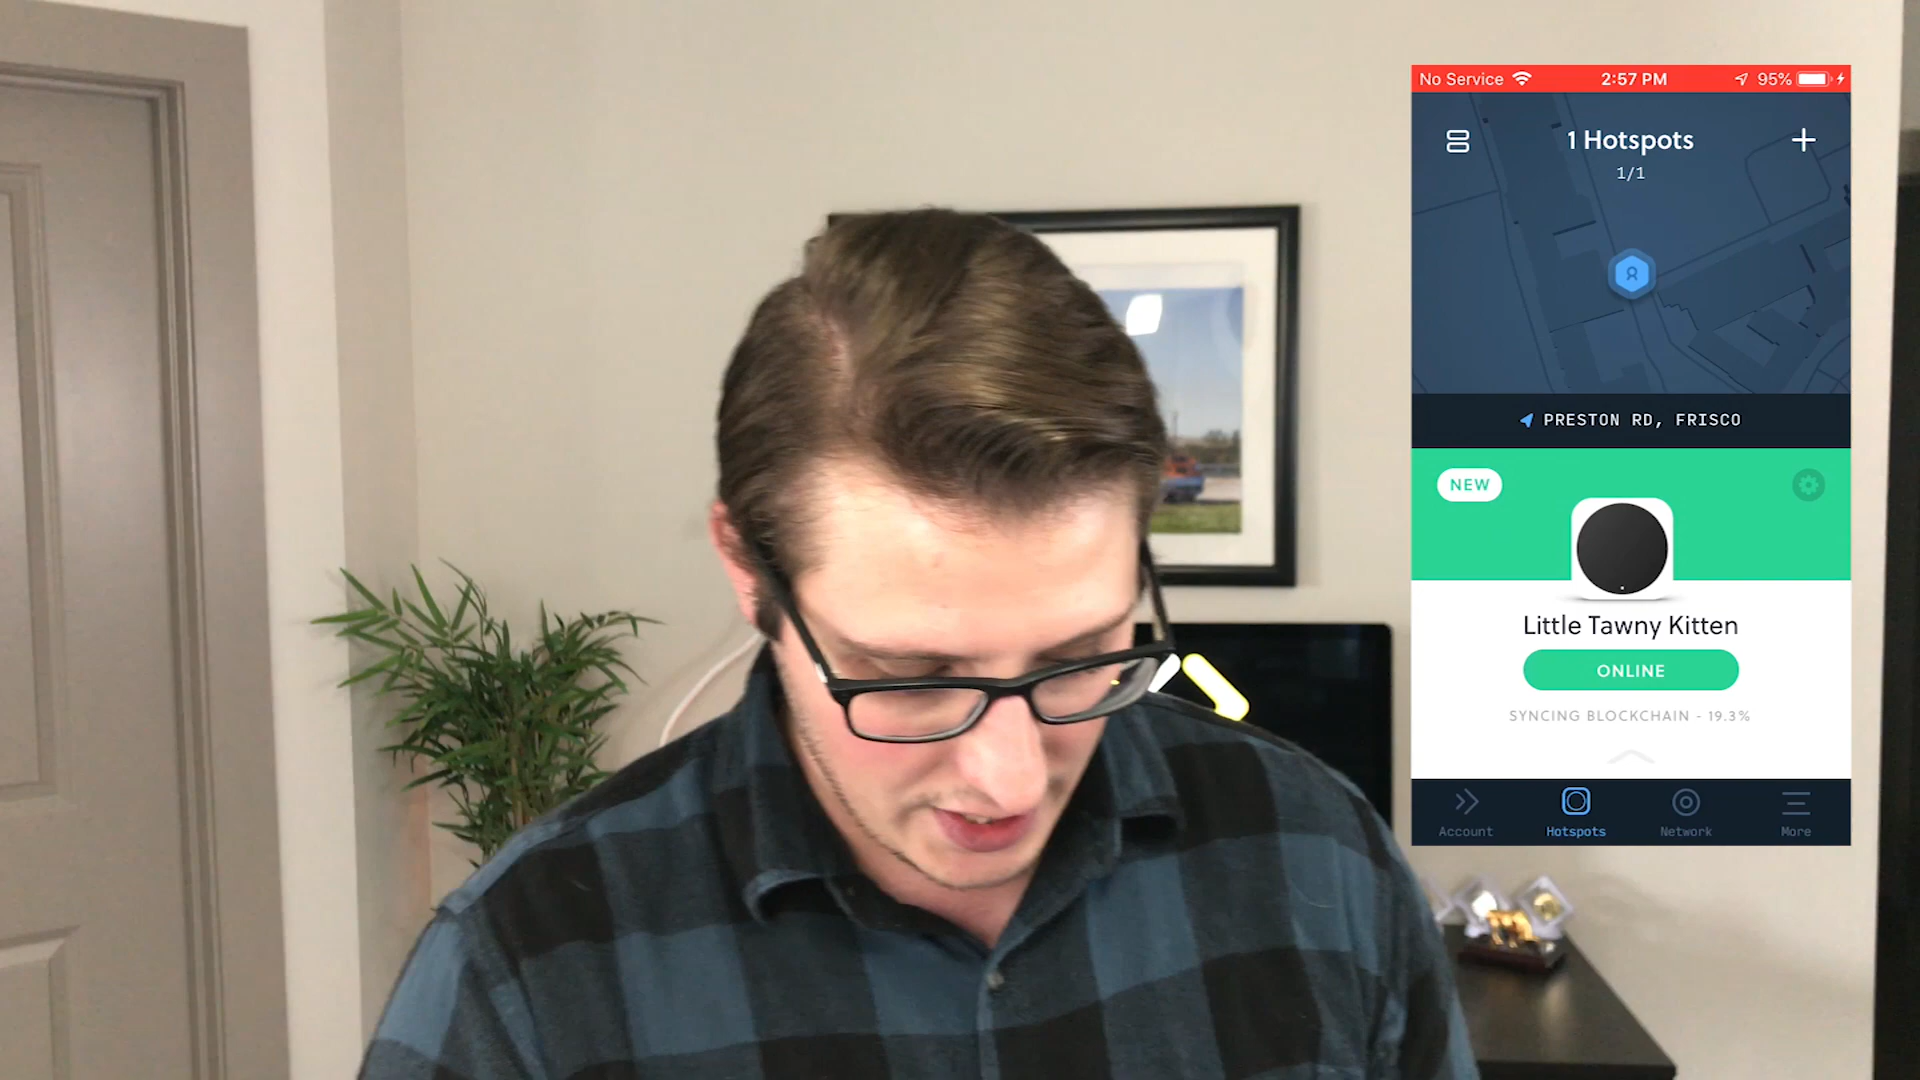 No Service 2:57 PM 95%
1 Hotspots
1/1
PRESTON RD, FRISCO
NEW
Little Tawny Kitten
ONLINE
SYNCING BLOCKCHAIN - 19.3%
Account Hotspots Network More